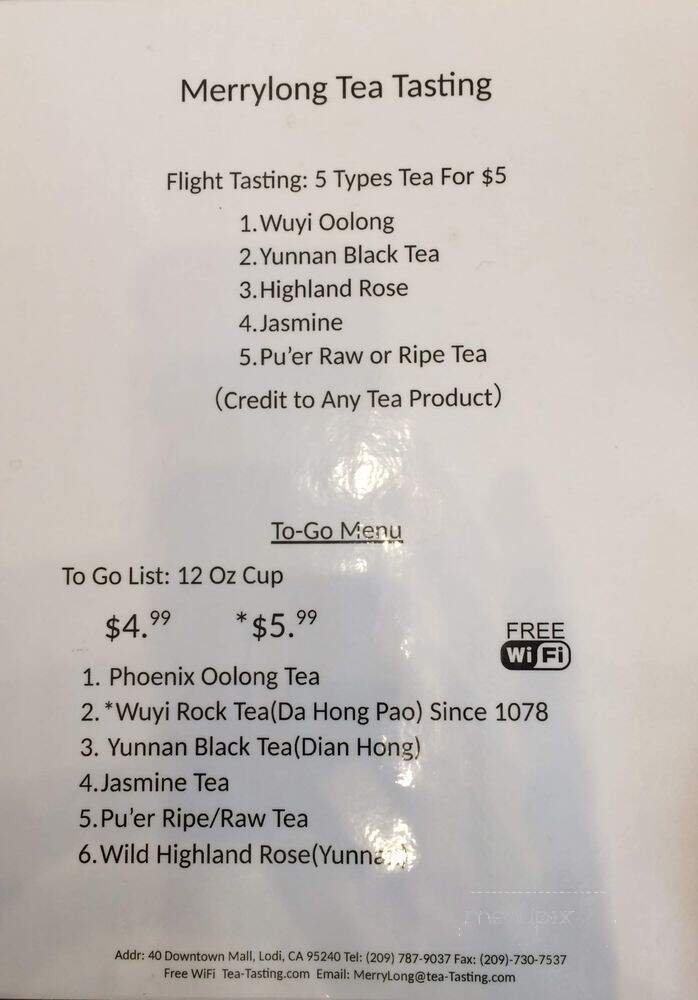 Merrylong Tea Tasting
Flight Tasting: 5 Types Tea For $5
1.Wuyi Oolong
2.Yunnan Black Tea
3.Highland Rose
4.Jasmine
5.Pu'er Raw or Ripe Tea
(Credit to Any Tea Product)
To-Go Menu
To Go List: 12 Oz Cup
$4.99 *$5.99
FREE
Wi Fi
1. Phoenix Oolong Tea
2.*Wuyi Rock Tea(Da Hong Pao) Since 1078
3. Yunnan Black Tea(Dian Hong)
4.Jasmine Tea
5.Pu'er Ripe/Raw Tea
6.Wild Highland Rose(Yunnan)
menupix
Addr: 40 Downtown Mall, Lodi, CA 95240 Tel: (209) 787-9037 Fax: (209)-730-7537
Free WiFi Tea-Tasting.com Email: MerryLong@tea-Tasting.com